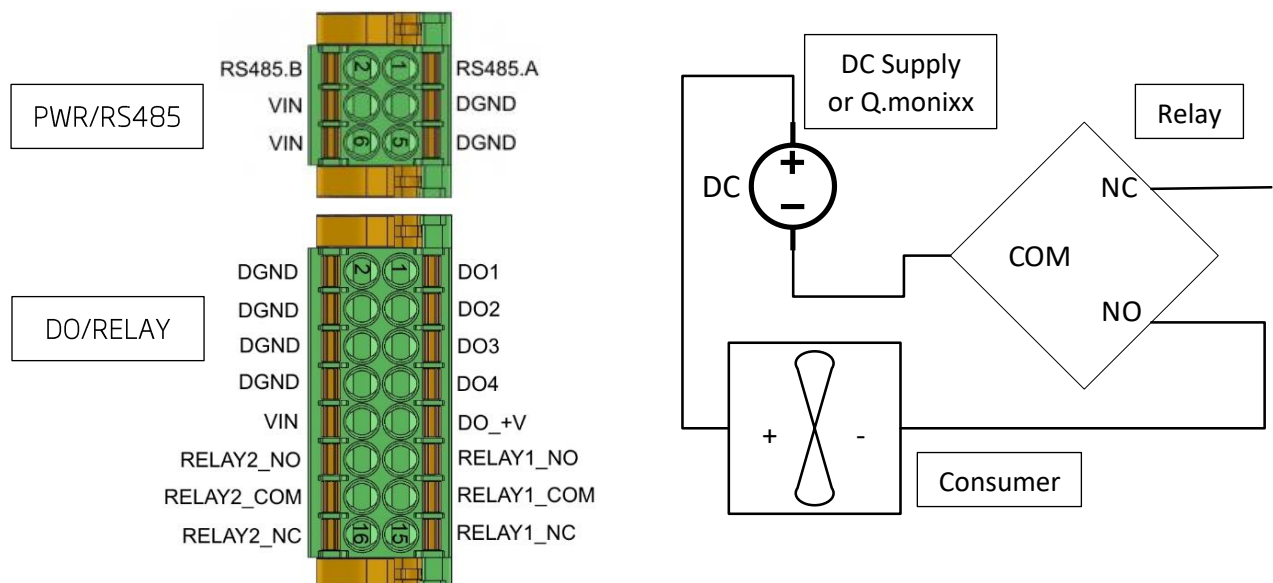 PWR/RS485
RS485.B 2 1 RS485.A
VIN DGND
VIN 6 5 DGND
DO/RELAY
DGND 2 1 DO1
DGND DO2
DGND DO3
DGND DO4
VIN DO_+V
RELAY2_NO RELAY1_NO
RELAY2_COM RELAY1_COM
RELAY2_NC 16 15 RELAY1_NC
DC Supply
or Q.monixx
Relay
DC
+
−
NC
COM
NO
+ -
Consumer